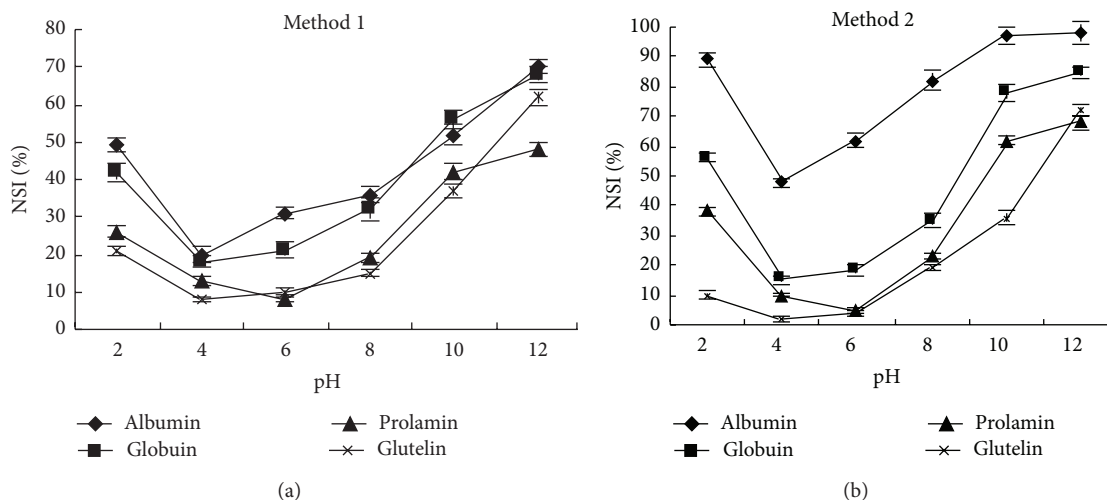 Method 1
80
70
60
50
40
30
20
10
0
NSI (%)
2 4 6 8 10 12
pH
Albumin
Prolamin
Globuin
Glutelin
(a)
Method 2
100
90
80
70
60
50
40
30
20
10
0
NSI (%)
2 4 6 8 10 12
pH
Albumin
Prolamin
Globuin
Glutelin
(b)